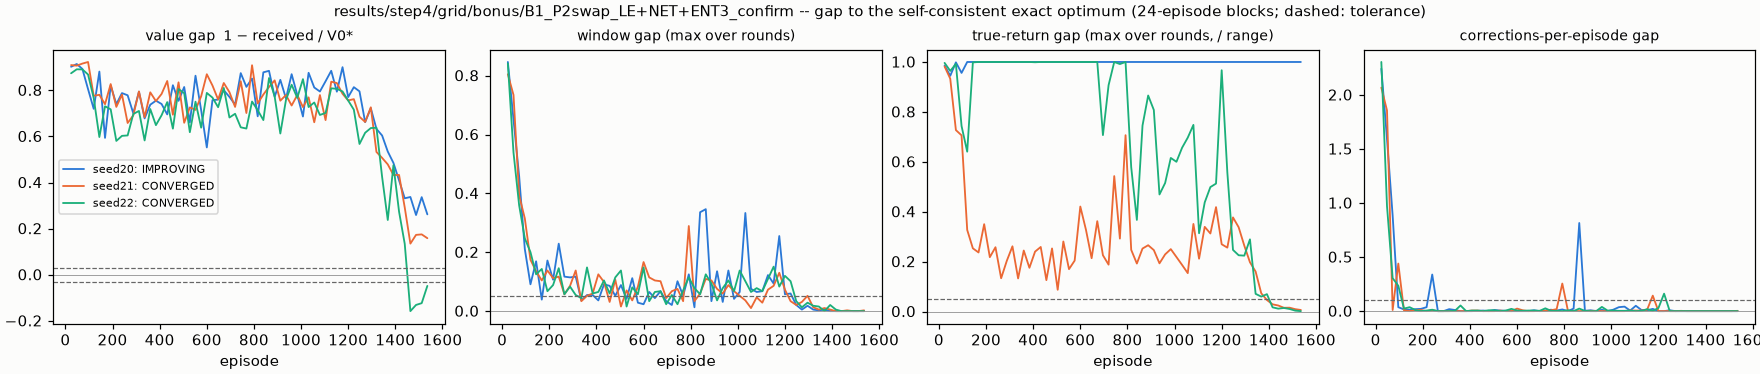 results/step4/grid/bonus/B1_P2swap_LE+NET+ENT3_confirm -- gap to the self-consistent exact optimum (24-episode blocks; dashed: tolerance)
value gap 1 − received / V0*
0.8
0.6
0.4
0.2
0.0
−0.2
seed20: IMPROVING
seed21: CONVERGED
seed22: CONVERGED
0 200 400 600 800 1000 1200 1400 1600
episode
window gap (max over rounds)
0.8
0.6
0.4
0.2
0.0
0 200 400 600 800 1000 1200 1400 1600
episode
true-return gap (max over rounds, / range)
1.0
0.8
0.6
0.4
0.2
0.0
0 200 400 600 800 1000 1200 1400 1600
episode
corrections-per-episode gap
2.0
1.5
1.0
0.5
0.0
0 200 400 600 800 1000 1200 1400 160
episode